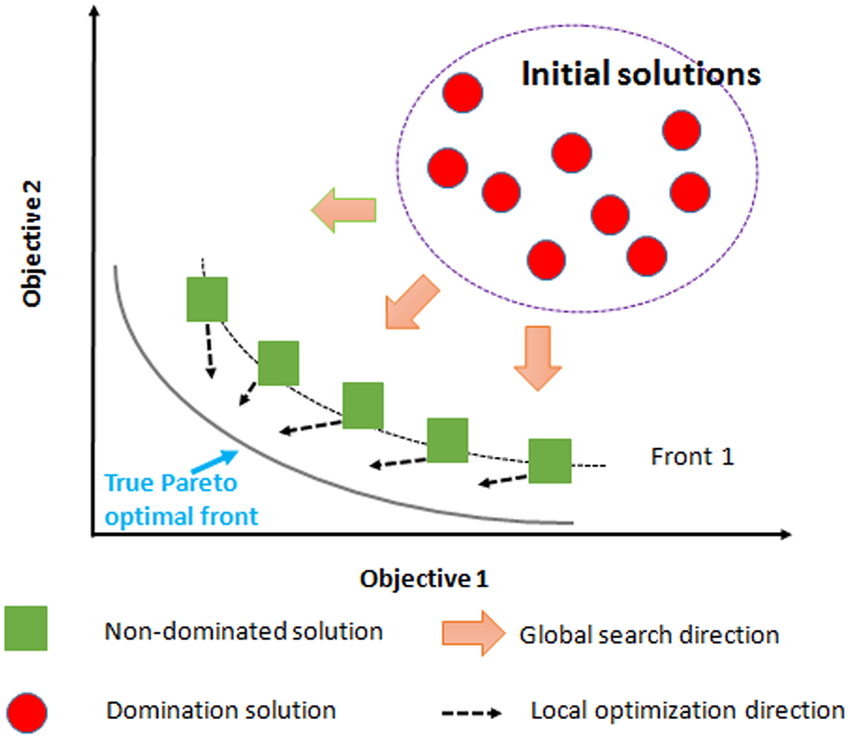 Initial solutions
Objective 2
Front 1
True Pareto
optimal front
Objective 1
Non-dominated solution
Global search direction
Domination solution
Local optimization direction